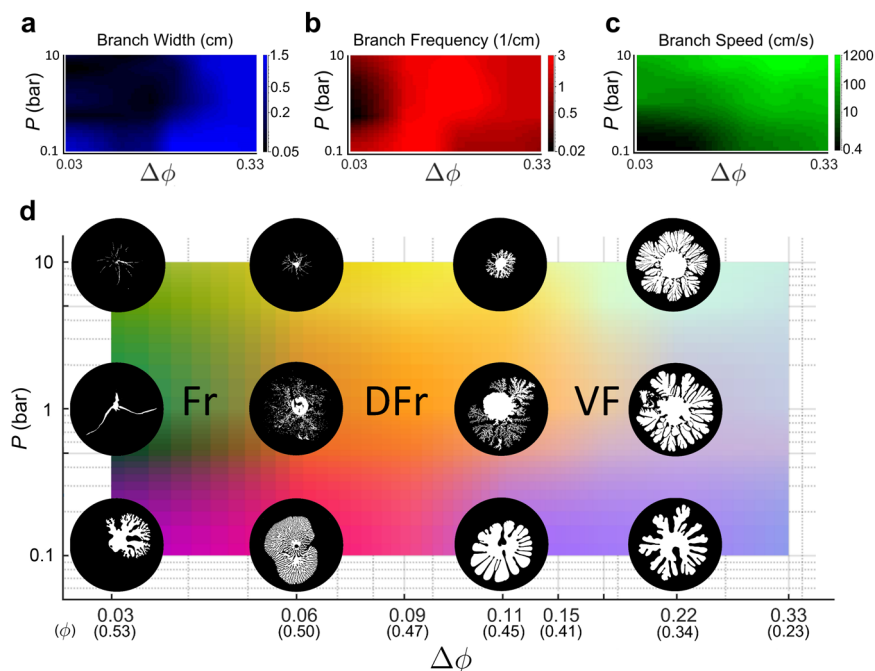 a
Branch Width (cm)
P (bar)
10
0.1
0.03
0.33
Δϕ
1.5
0.5
0.2
0.05
b
Branch Frequency (1/cm)
P (bar)
10
0.1
0.03
0.33
Δϕ
3
1
0.5
0.02
c
Branch Speed (cm/s)
P (bar)
10
0.1
0.03
0.33
Δϕ
1200
100
10
0.4
d
P (bar)
10
1
0.1
Fr DFr VF
0.03 0.06 0.09 0.11 0.15 0.22 0.33
(ϕ) (0.53) (0.50) (0.47) (0.45) (0.41) (0.34) (0.23)
Δϕ